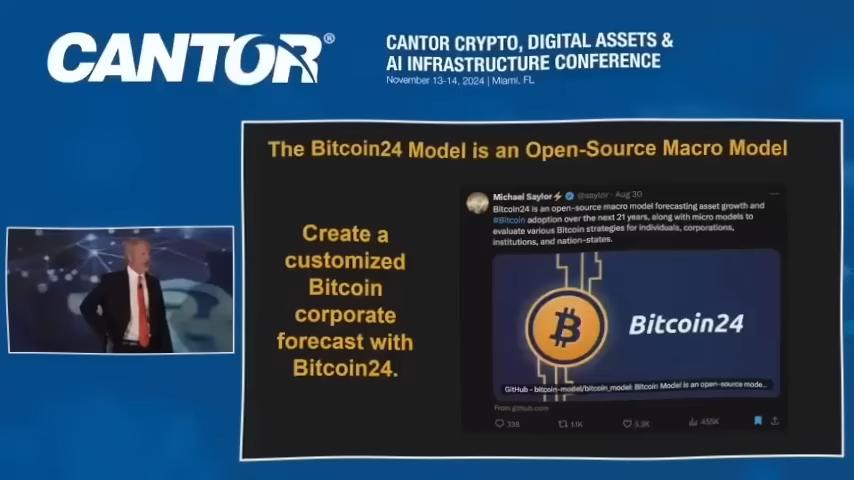 CANTOR®
CANTOR CRYPTO, DIGITAL ASSETS &
AI INFRASTRUCTURE CONFERENCE
November 13-14, 2024 | Miami, FL
The Bitcoin24 Model is an Open-Source Macro Model
Create a
customized
Bitcoin
corporate
forecast with
Bitcoin24.
Michael Saylor⚡ @saylor · Aug 30
Bitcoin24 is an open-source macro model forecasting asset growth and
#Bitcoin adoption over the next 21 years, along with micro models to
evaluate various Bitcoin strategies for individuals, corporations,
institutions, and nation-states.
Bitcoin24
GitHub - bitcoin-model/bitcoin_model: Bitcoin Model is an open-source mode...
From github.com
338 1.1K 5.3K 455K